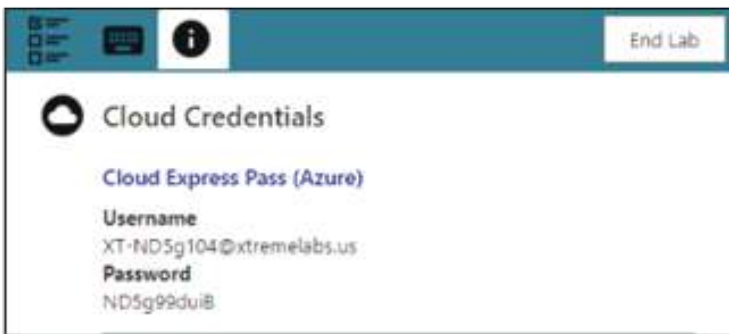 End Lab
Cloud Credentials
Cloud Express Pass (Azure)
Username
XT-ND5g104@xtremelabs.us
Password
ND5g99duiB